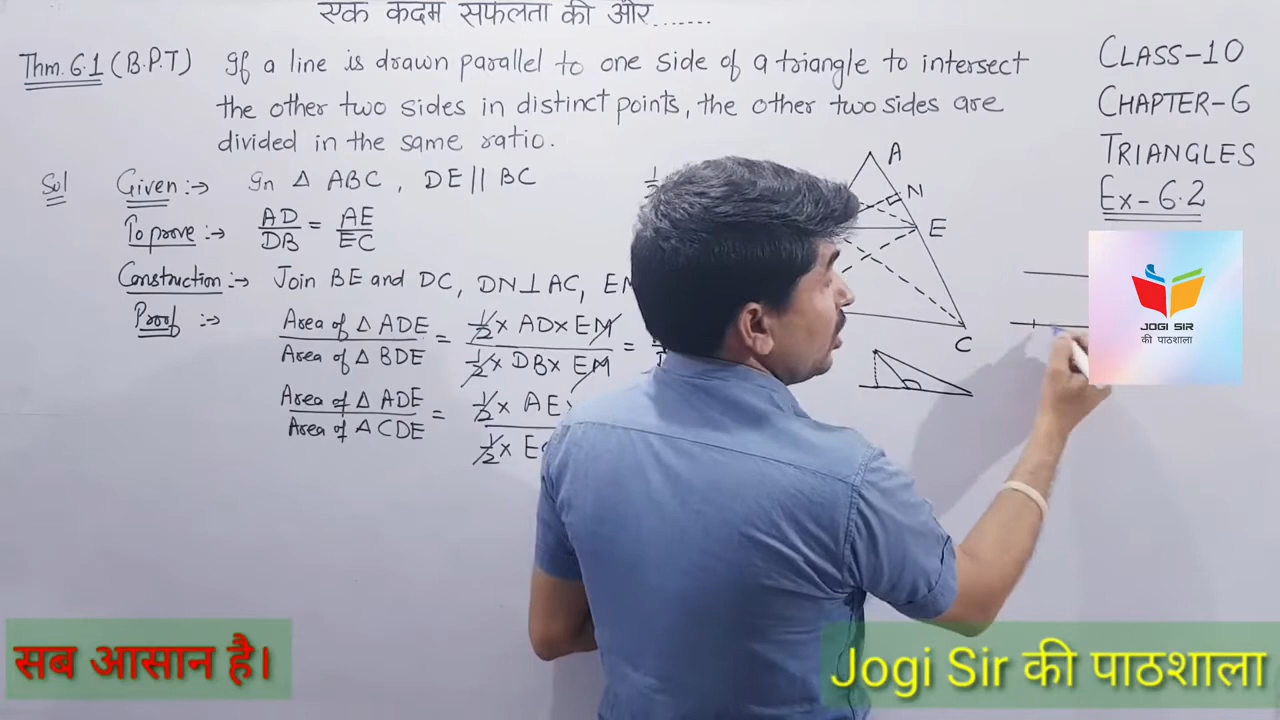 एक कदम सफलता की और.......
Thm. 6.1 (B.P.T) If a line is drawn parallel to one side of a triangle to intersect
the other two sides in distinct points, the other two sides are
divided in the same ratio.
Sol Given :→ In △ ABC , DE || BC
To prove :→ AD/DB = AE/EC
Construction :→ Join BE and DC, DN⊥AC, EM
Proof :→ Area of △ ADE / Area of △ BDE = 1/2 × AD × EM / 1/2 × DB × EM =
Area of △ ADE / Area of △ CDE = 1/2 × AE × / 1/2 ×
A
N
E
C
CLASS-10
CHAPTER-6
TRIANGLES
Ex-6.2
JOGI SIR
की पाठशाला
सब आसान है।
Jogi Sir की पाठशाला